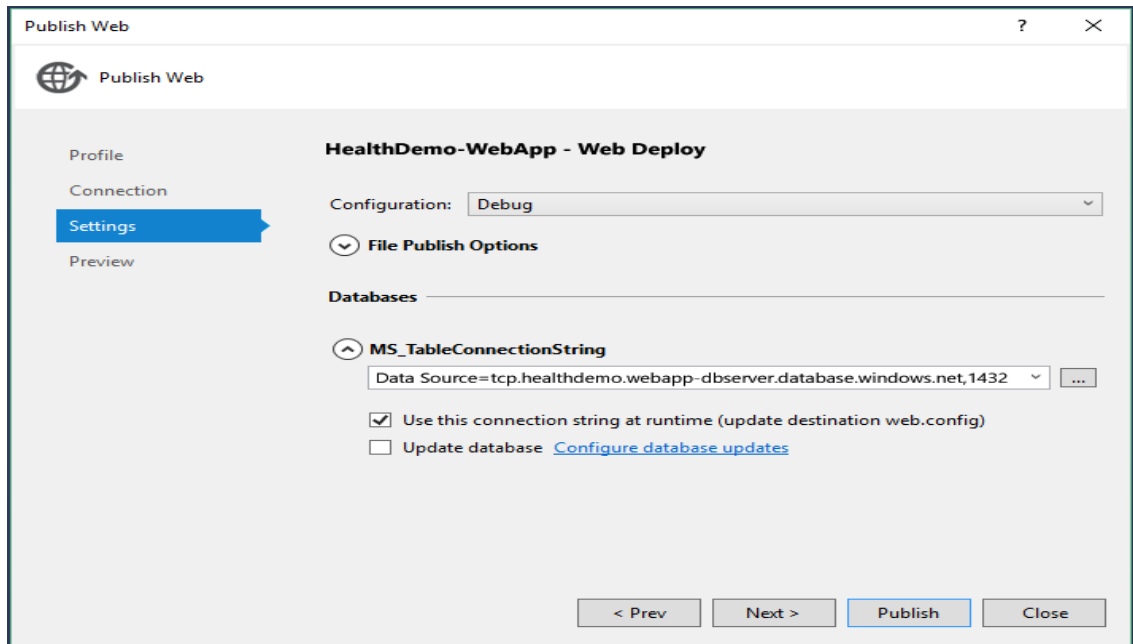 Publish Web
?
Publish Web
Profile
Connection
Settings
Preview
HealthDemo-WebApp - Web Deploy
Configuration: Debug
File Publish Options
Databases
MS_TableConnectionString
Data Source=tcp.healthdemo.webapp-dbserver.database.windows.net,1432 ...
Use this connection string at runtime (update destination web.config)
Update database Configure database updates
< Prev Next > Publish Close